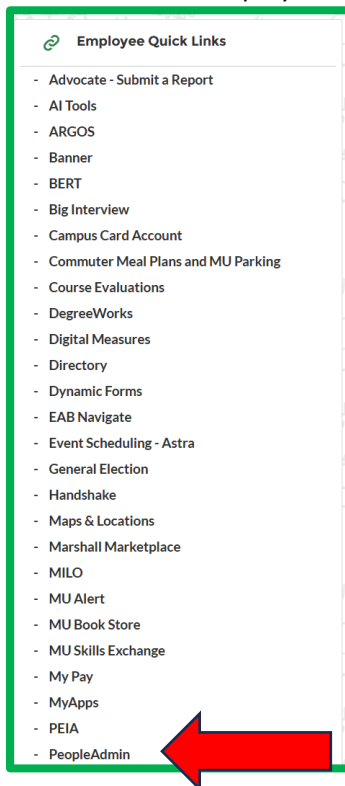 Employee Quick Links
- Advocate - Submit a Report
- AI Tools
- ARGOS
- Banner
- BERT
- Big Interview
- Campus Card Account
- Commuter Meal Plans and MU Parking
- Course Evaluations
- DegreeWorks
- Digital Measures
- Directory
- Dynamic Forms
- EAB Navigate
- Event Scheduling - Astra
- General Election
- Handshake
- Maps & Locations
- Marshall Marketplace
- MILO
- MU Alert
- MU Book Store
- MU Skills Exchange
- My Pay
- MyApps
- PEIA
- PeopleAdmin